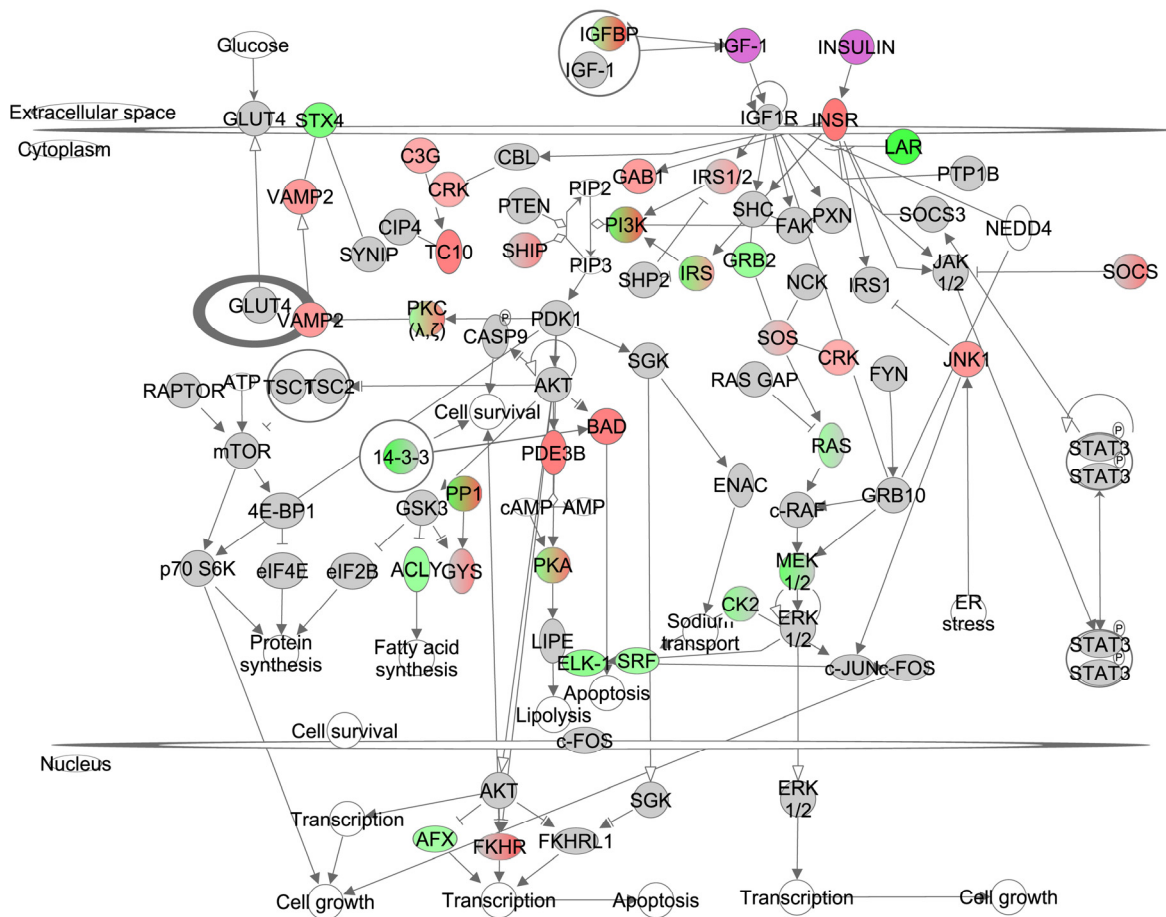 Glucose
IGFBP
IGF-1
IGF-1
INSULIN
Extracellular space
GLUT4
STX4
IGF1R
INSR
Cytoplasm
C3G
CBL
LAR
GAB1
IRS1/2
PTP1B
VAMP2
CRK
PIP2
PTEN
SHC
PXN
SOCS3
NEDD4
CIP4
PI3K
FAK
SYNIP
TC10
SHIP
GRB2
PIP3
SHP2
IRS
NCK
IRS1
JAK
1/2
SOCS
GLUT4
VAMP2
PKC
(λ,ζ)
P
CASP9
PDK1
SGK
SOS
CRK
JNK1
RAPTOR
ATP
TSC1
TSC2
AKT
RAS GAP
FYN
Cell survival
BAD
P
STAT3
P
STAT3
mTOR
14-3-3
PDE3B
RAS
PP1
ENAC
GRB10
4E-BP1
GSK3
cAMP
AMP
c-RAF
p70 S6K
eIF4E
eIF2B
ACLY
GYS
PKA
MEK
1/2
CK2
ER
stress
Protein
synthesis
Fatty acid
synthesis
LIPE
Sodium
transport
ERK
1/2
P
STAT3
P
STAT3
ELK-1
SRF
c-JUN
c-FOS
Apoptosis
Lipolysis
Cell survival
c-FOS
Nucleus
AKT
SGK
ERK
1/2
Transcription
AFX
FKHR
FKHRL1
Cell growth
Transcription
Apoptosis
Transcription
Cell growth